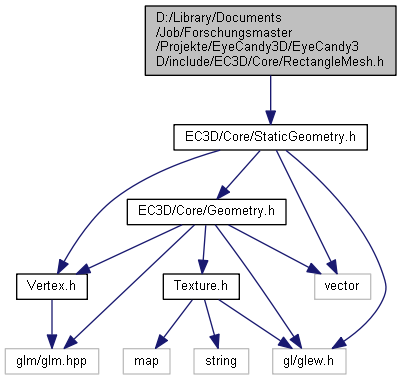 D:/Library/Documents
/Job/Forschungsmaster
/Projekte/EyeCandy3D/EyeCandy3
D/include/EC3D/Core/RectangleMesh.h
EC3D/Core/StaticGeometry.h
EC3D/Core/Geometry.h
Vertex.h
Texture.h
vector
glm/glm.hpp
map
string
gl/glew.h